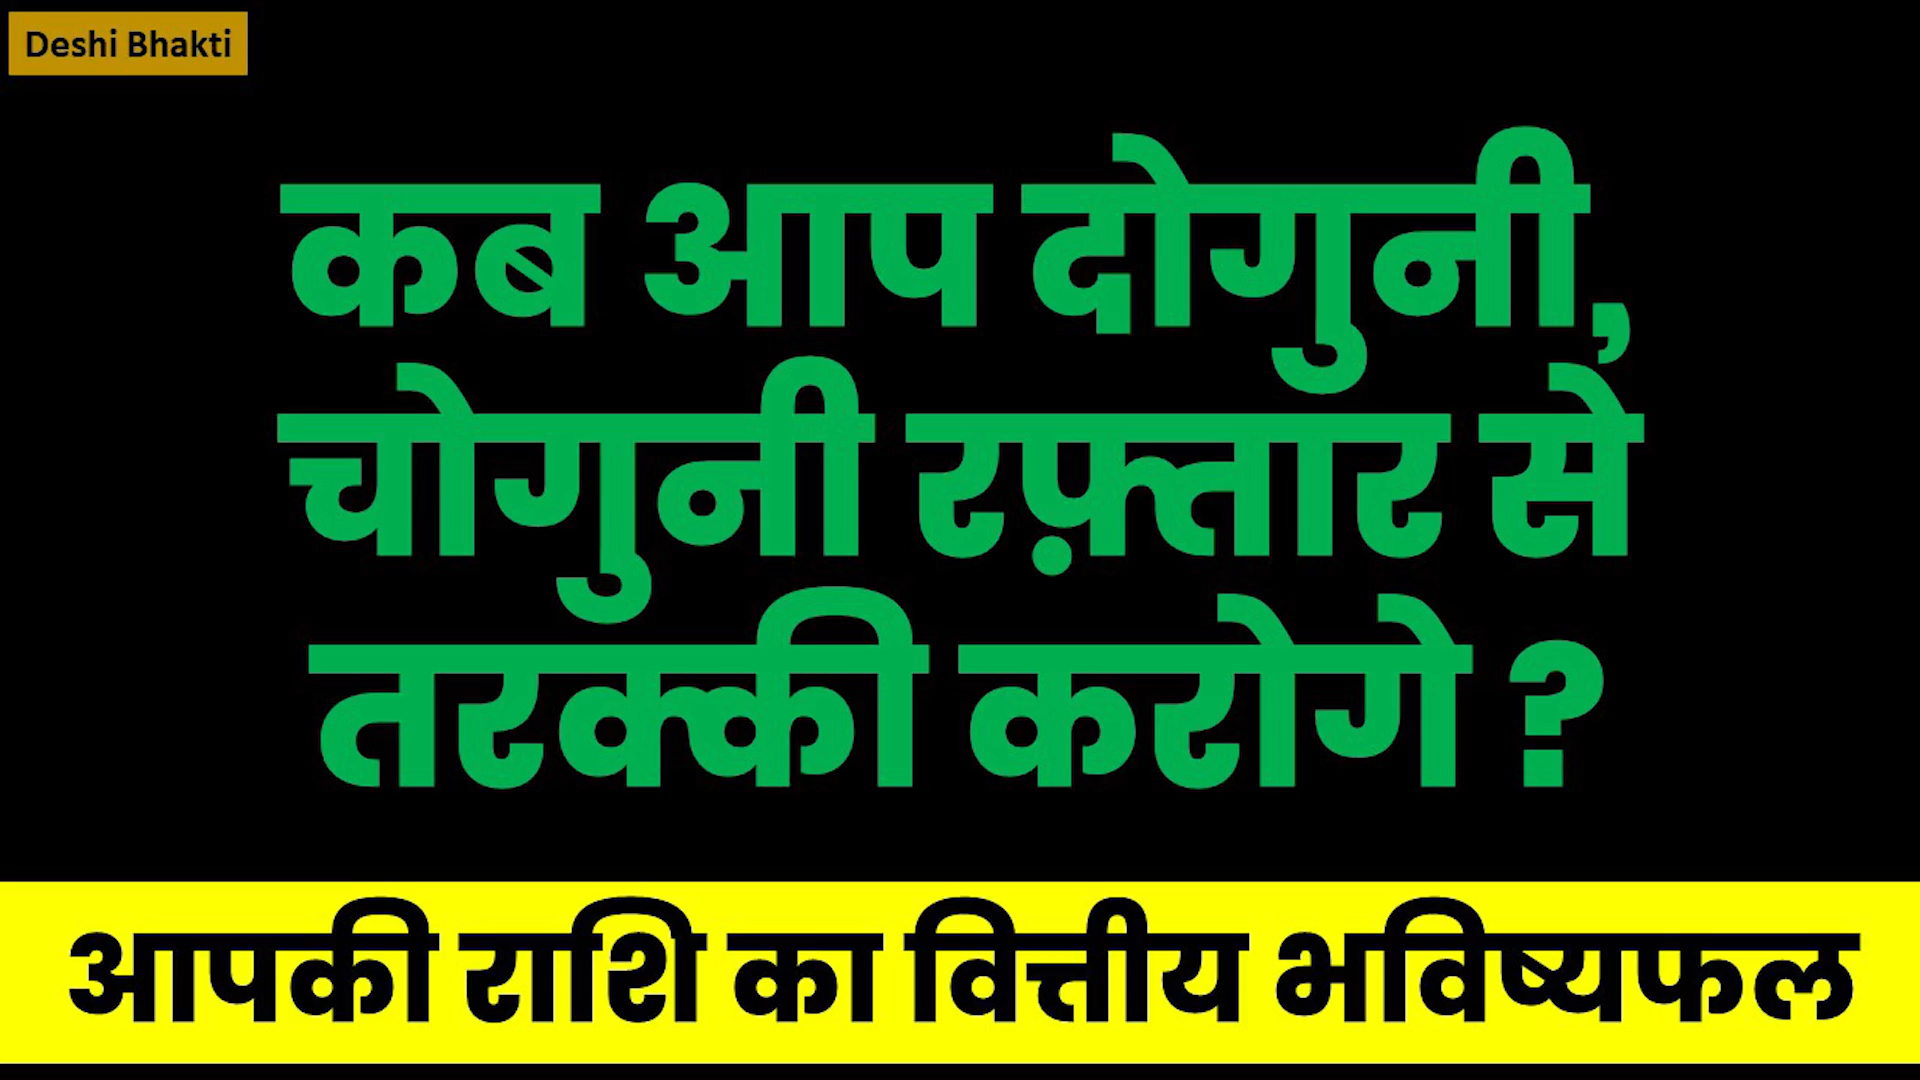 Deshi Bhakti
कब आप दोगुनी,
चोगुनी रफ़्तार से
तरक्की करोगे ?
आपकी राशि का वित्तीय भविष्यफल